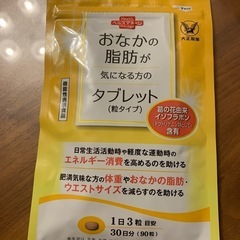 大正製薬
おなかの
脂肪が
気になる方の
タブレット
(粒タイプ)
機能性表示食品
葛の花由来
イソフラボン
含有
日常生活活動時や軽度な運動時の
エネルギー消費を高めるのを助ける
肥満気味な方の体重やおなかの脂肪・
ウエストサイズを減らすのを助ける
1日3粒目安
30日分(90粒)